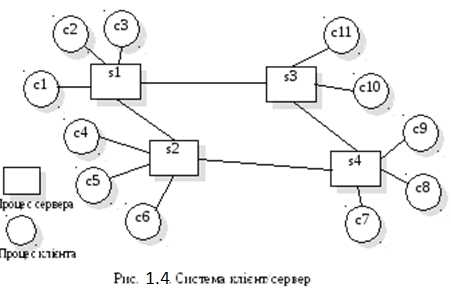 c2
c3
c11
s1
s3
c1
c10
c4
s2
c9
s4
c5
c8
c6
c7
Процес сервера
Процес клієнта
Рис. 1.4. Система клієнт/сервер